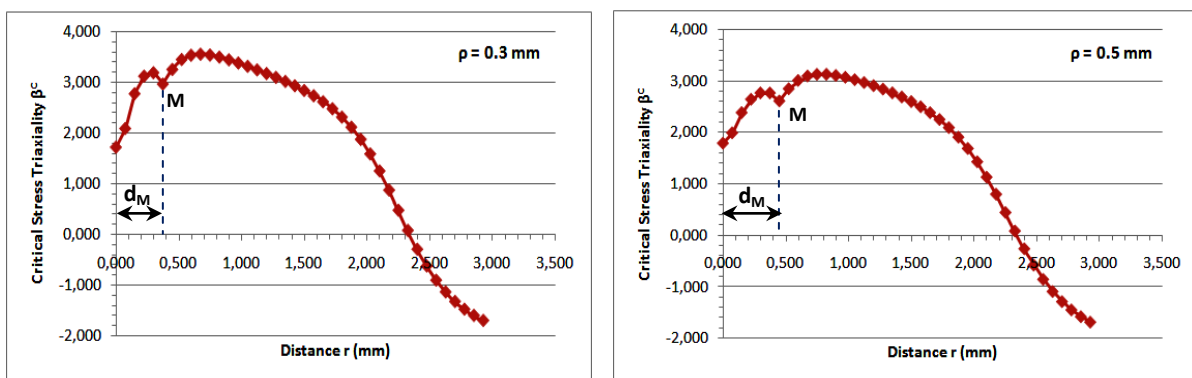 4,000
3,000
2,000
1,000
0,000
-1,000
-2,000
Critical Stress Triaxiality βᶜ
ρ = 0.3 mm
M
dM
0,000 0,500 1,000 1,500 2,000 2,500 3,000 3,500
Distance r (mm)
4,000
3,000
2,000
1,000
0,000
-1,000
-2,000
Critical Stress Triaxiality βᶜ
ρ = 0.5 mm
M
dM
0,000 0,500 1,000 1,500 2,000 2,500 3,000 3,500
Distance r (mm)